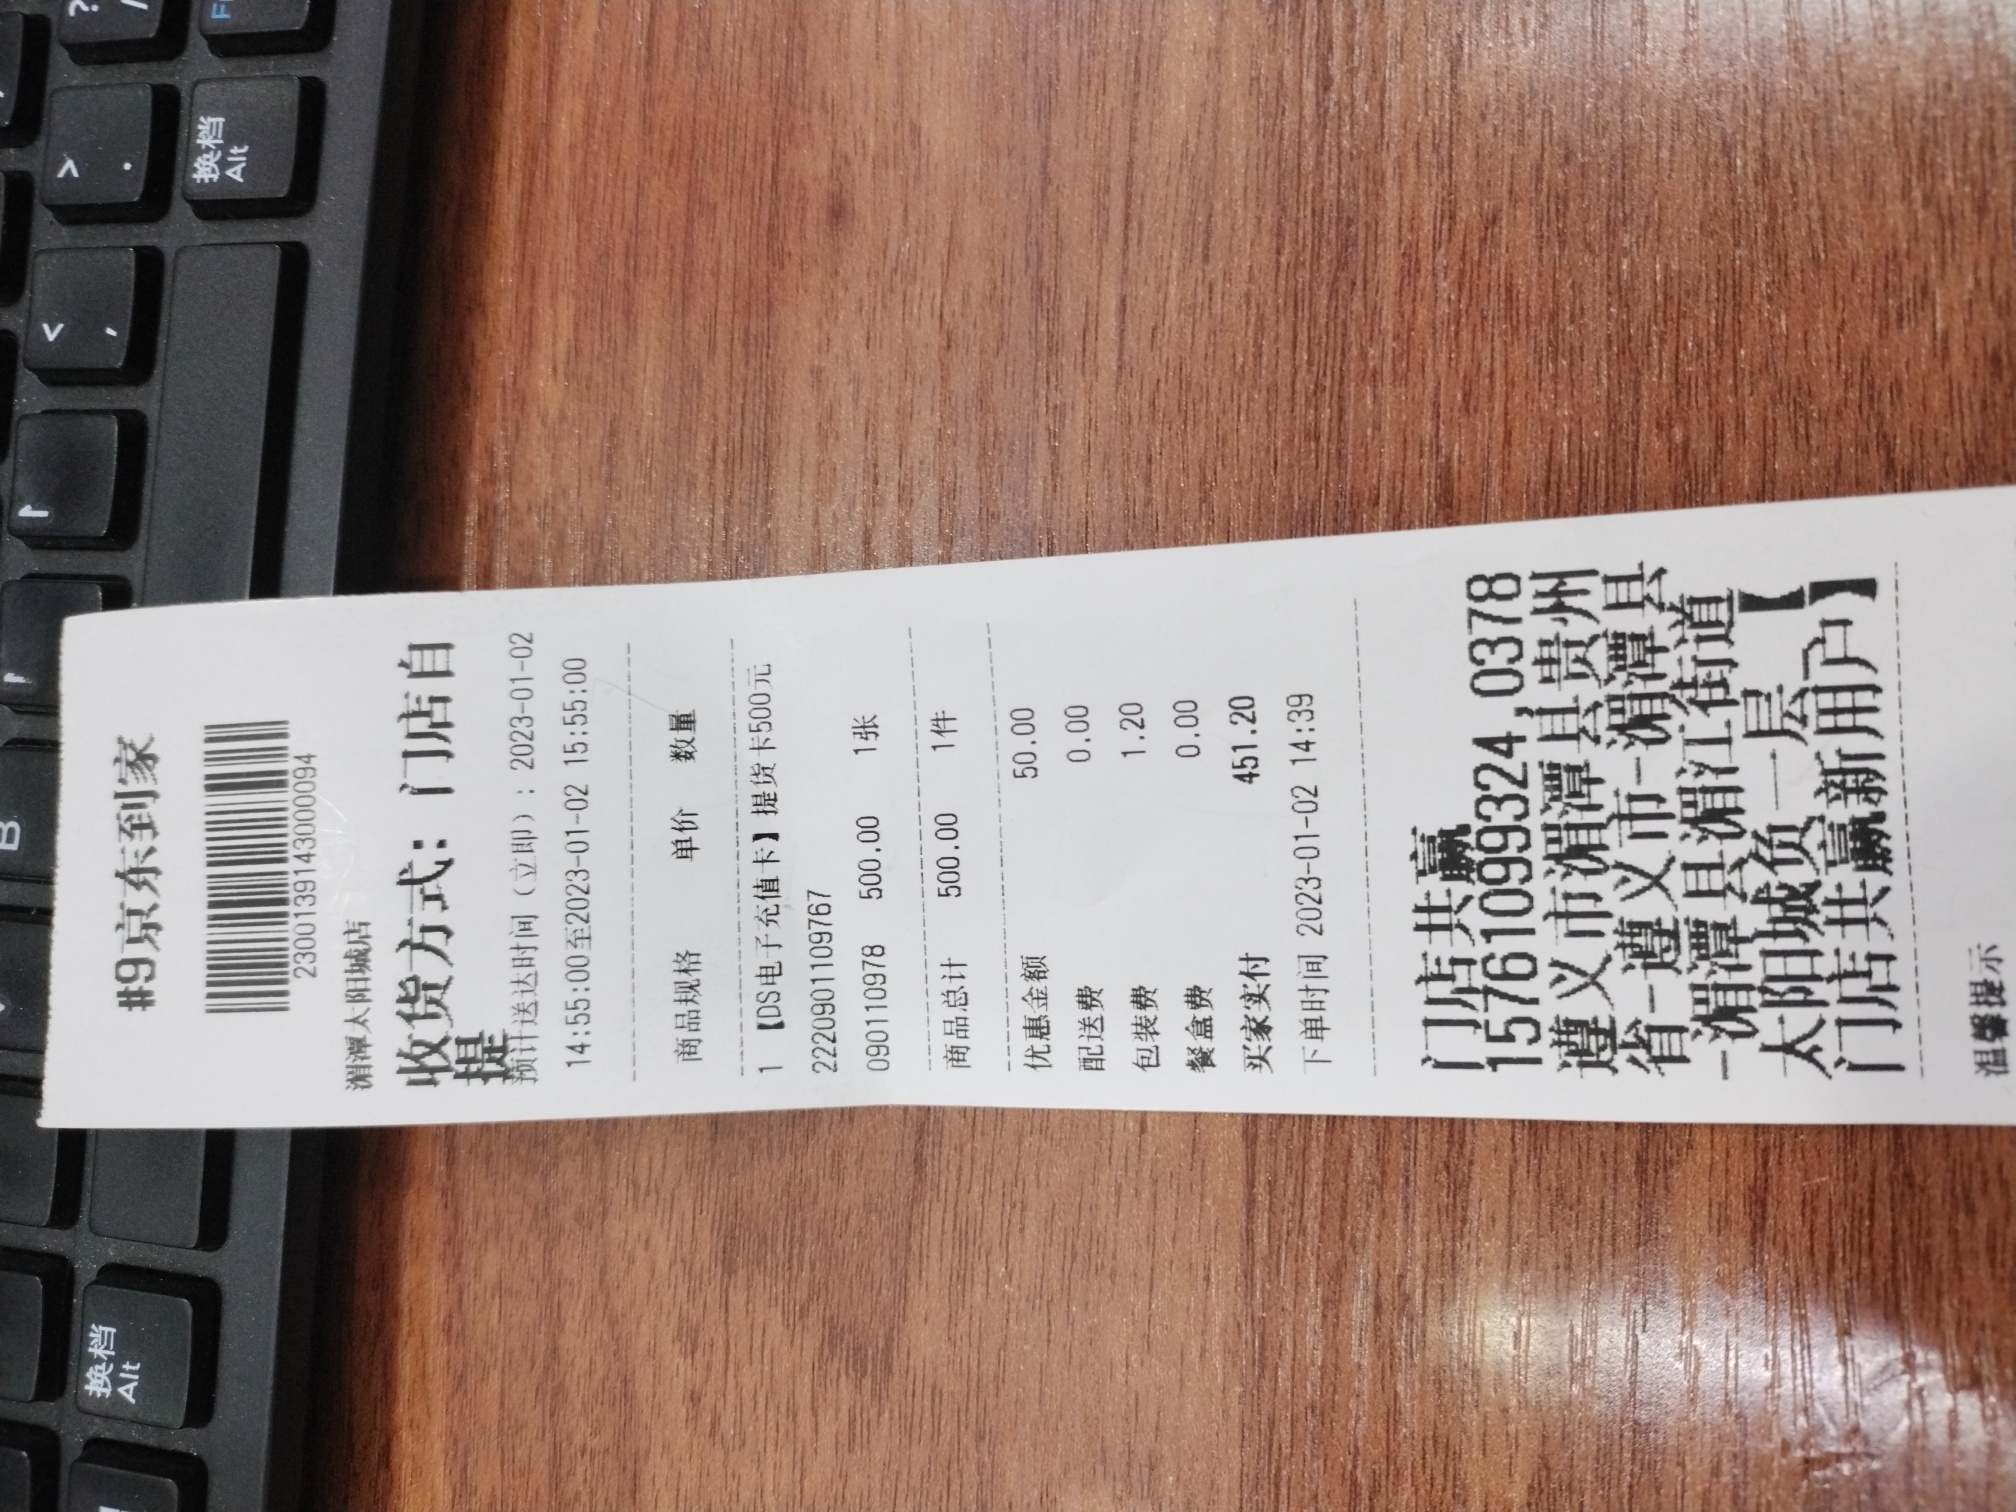 #9京东到家
2300139143000094
湄潭太阳城店
收货方式：门店自
提
预计送达时间（立即）：2023-01-02
14:55:00至2023-01-02 15:55:00
商品规格 单价 数量
1 【DS电子充值卡】提货卡500元
2220901109767
0901110978 500.00 1张
商品总计 500.00 1件
优惠金额 50.00
配送费 0.00
包装费 1.20
餐盒费 0.00
买家实付 451.20
下单时间 2023-01-02 14:39
门店共赢
15761099324,0378
遵义市湄潭县贵州
省-遵义市-湄潭县
-湄潭县湄江街道【
太阳城负一层
门店共赢新用户】
温馨提示
?
/
>
.
换档
Alt
<
,
B
换档
Alt